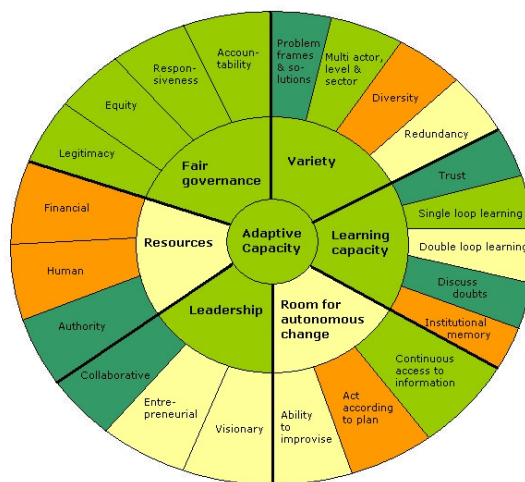 Adaptive
Capacity
Variety
Problem
frames
& so-
lutions
Multi actor,
level &
sector
Diversity
Redundancy
Learning
capacity
Trust
Single loop learning
Double loop learning
Discuss
doubts
Institutional
memory
Room for
autonomous
change
Continuous
access to
information
Act
according
to plan
Ability
to
improvise
Leadership
Visionary
Entre-
preneurial
Collaborative
Resources
Authority
Human
Financial
Fair
governance
Legitimacy
Equity
Respon-
siveness
Accoun-
tability